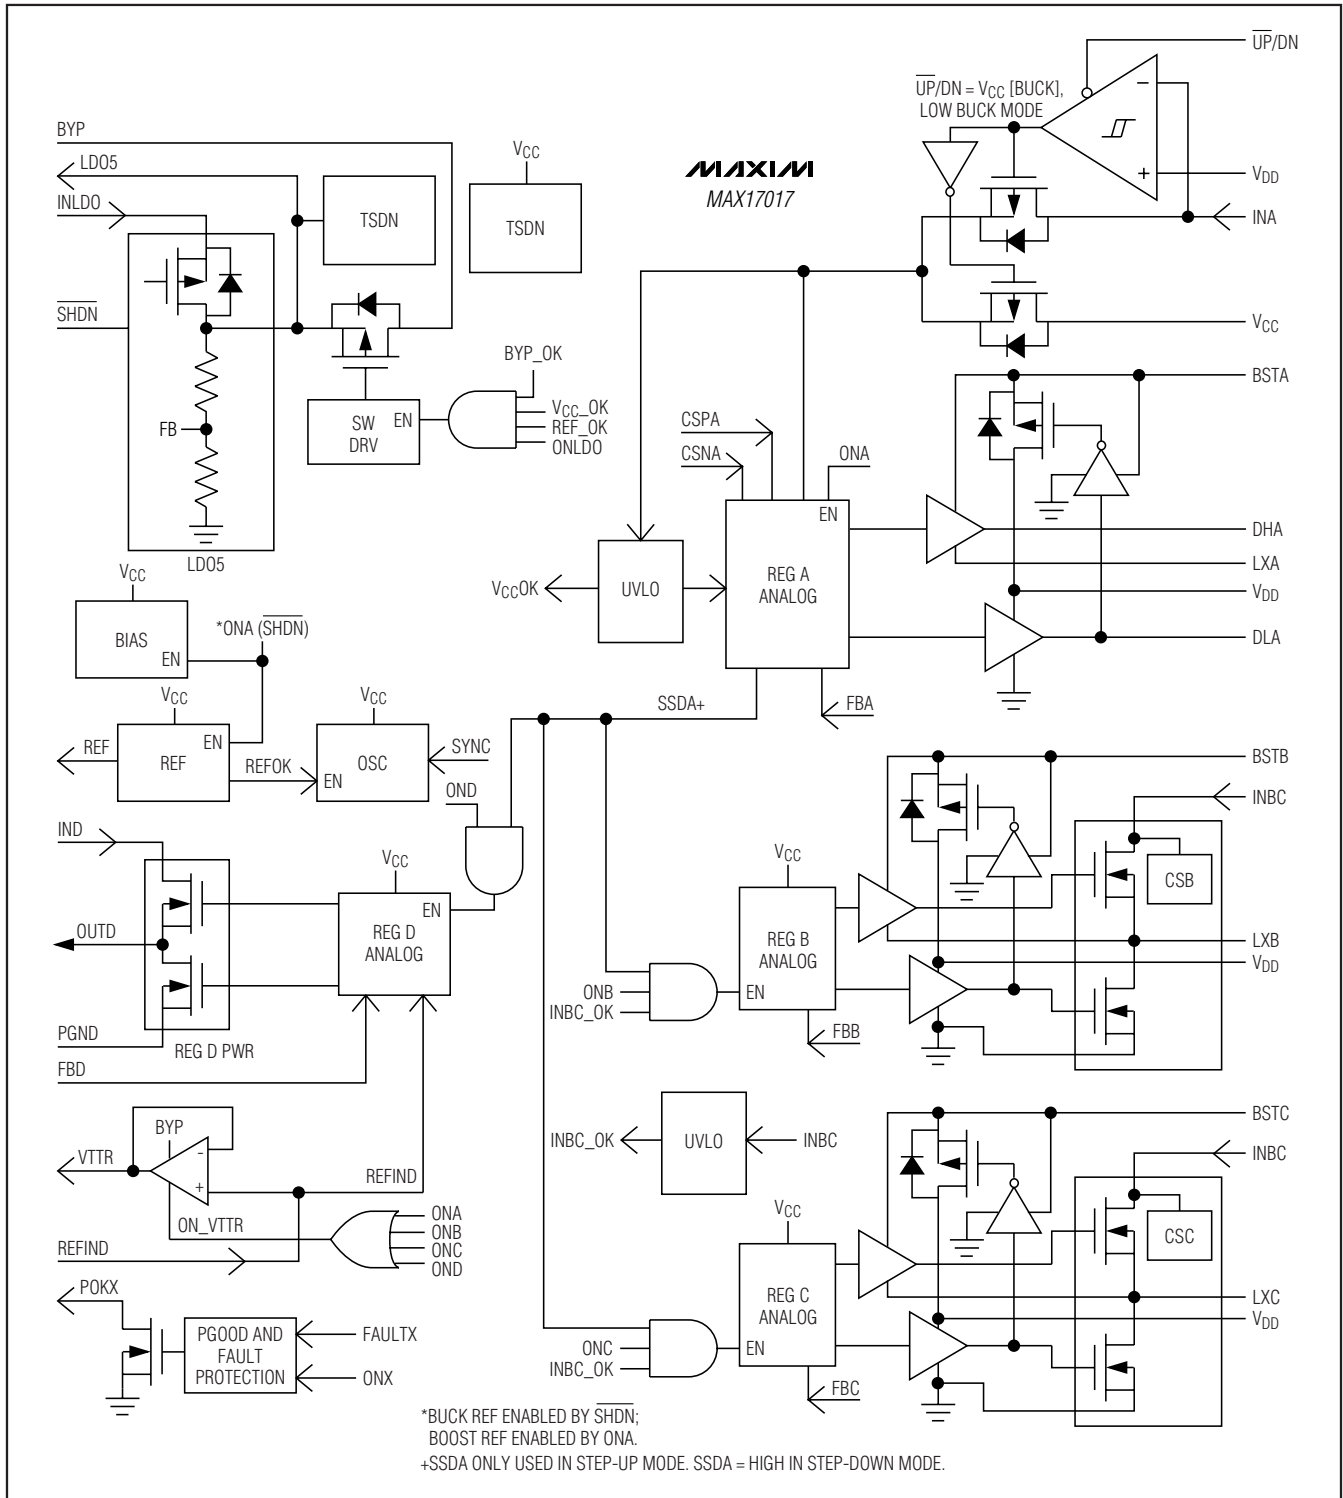 U̅P̅/DN
U̅P̅/DN = VCC [BUCK],
LOW BUCK MODE
BYP
LDO5
INLDO
VCC
TSDN
TSDN
MAXIM
MAX17017
VDD
INA
S̅H̅D̅N̅
VCC
BYP_OK
VCC_OK
REF_OK
ONLDO
EN
SW
DRV
FB
LDO5
BSTA
CSPA
CSNA
ONA
EN
REG A
ANALOG
DHA
LXA
VDD
DLA
VCCOK
UVLO
VCC
BIAS
EN
*ONA (S̅H̅D̅N̅)
SSDA+
FBA
VCC
REF
EN
REF
REFOK
VCC
OSC
EN
SYNC
OND
IND
VCC
EN
REG D
ANALOG
OUTD
PGND
REG D PWR
FBD
BSTB
INBC
CSB
VCC
REG B
ANALOG
EN
LXB
VDD
ONB
INBC_OK
FBB
BYP
-
+
VTTR
REFIND
ON_VTTR
ONA
ONB
ONC
OND
REFIND
INBC_OK
UVLO
INBC
BSTC
INBC
CSC
VCC
REG C
ANALOG
EN
LXC
VDD
ONC
INBC_OK
FBC
POKX
PGOOD AND
FAULT
PROTECTION
FAULTX
ONX
*BUCK REF ENABLED BY S̅H̅D̅N̅;
BOOST REF ENABLED BY ONA.
+SSDA ONLY USED IN STEP-UP MODE. SSDA = HIGH IN STEP-DOWN MODE.